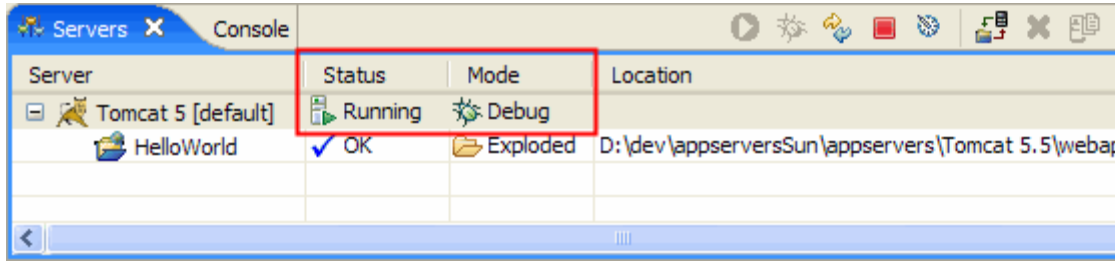 Servers Console
Server Status Mode Location
Tomcat 5 [default] Running Debug
HelloWorld OK Exploded D:\dev\appserversSun\appservers\Tomcat 5.5\webap